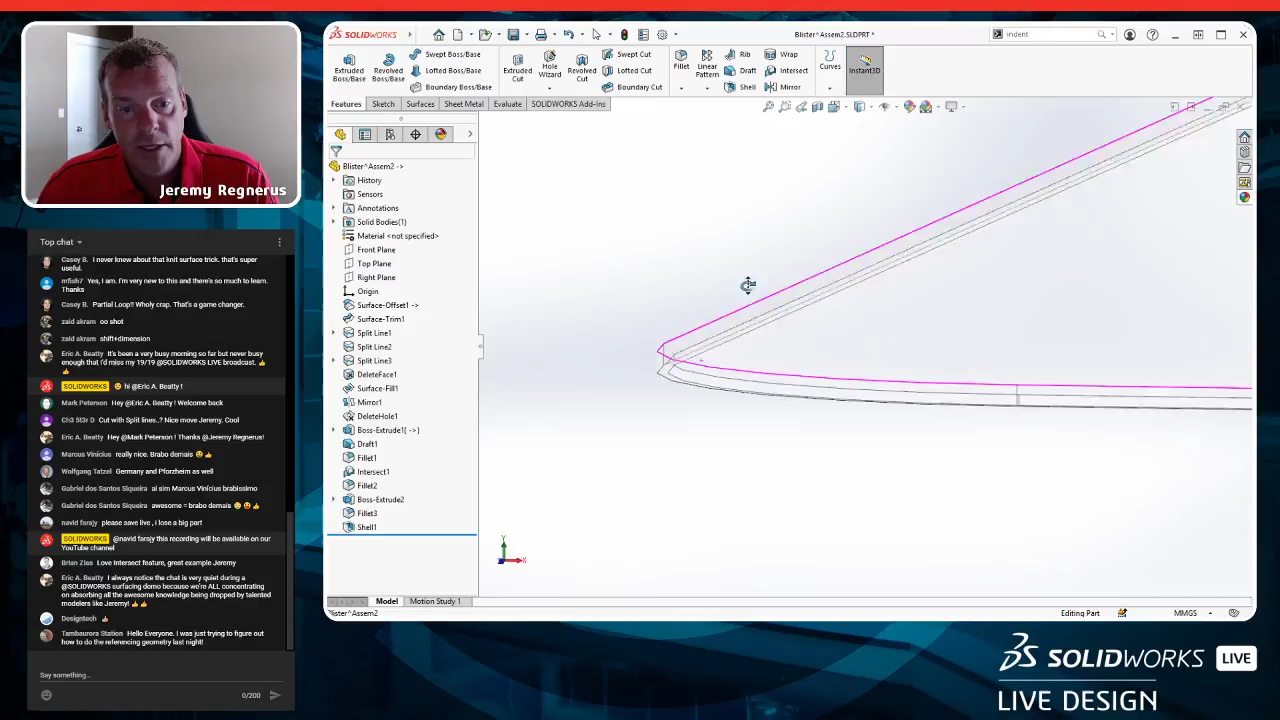 Jeremy Regnerus
Top chat
Casey B. I never knew about that knit surface trick. that's super
useful.
mfish7 Yes, I am. I'm very new to this and there's so much to learn.
Thanks
Casey B. Partial Loop!! Wholy crap. That's a game changer.
zaid akram oo shot
zaid akram shift+dimension
Eric A. Beatty It's been a very busy morning so far but never busy
enough that I'd miss my 19/19 @SOLIDWORKS LIVE broadcast.
SOLIDWORKS hi @Eric A. Beatty !
Mark Peterson Hey @Eric A. Beatty ! Welcome back
Ch3 5t3r D Cut with Split lines..? Nice move Jeremy. Cool
Eric A. Beatty Hey @Mark Peterson ! Thanks @Jeremy Regnerus!
Marcus Vinícius really nice. Brabo demais
Wolfgang Tatzel Germany and Pforzheim as well
Gabriel dos Santos Siqueira ai sim Marcus Vinícius brabissimo
Gabriel dos Santos Siqueira awesome = brabo demais
navid farajy please save live , i lose a big part
SOLIDWORKS @navid farajy this recording will be available on our
YouTube channel
Brian Zias Love Intersect feature, great example Jeremy
Eric A. Beatty I always notice the chat is very quiet during a
@SOLIDWORKS surfacing demo because we're ALL concentrating
on absorbing all the awesome knowledge being dropped by talented
modelers like Jeremy!
Designtech
Tambaurora Station Hello Everyone. I was just trying to figure out
how to do the referencing geometry last night!
Say something...
0/200
SOLIDWORKS
Blister^Assem2.SLDPRT *
indent
Extruded
Boss/Base
Revolved
Boss/Base
Swept Boss/Base
Lofted Boss/Base
Boundary Boss/Base
Extruded
Cut
Hole
Wizard
Revolved
Cut
Swept Cut
Lofted Cut
Boundary Cut
Fillet
Linear
Pattern
Rib
Draft
Shell
Wrap
Intersect
Mirror
Curves
Instant3D
Features
Sketch
Surfaces
Sheet Metal
Evaluate
SOLIDWORKS Add-Ins
Blister^Assem2 ->
History
Sensors
Annotations
Solid Bodies(1)
Material <not specified>
Front Plane
Top Plane
Right Plane
Origin
Surface-Offset1 ->
Surface-Trim1
Split Line1
Split Line2
Split Line3
DeleteFace1
Surface-Fill1
Mirror1
DeleteHole1
Boss-Extrude1( -> )
Draft1
Fillet1
Intersect1
Fillet2
Boss-Extrude2
Fillet3
Shell1
Y
X
Model
Motion Study 1
Blister^Assem2
Editing Part
MMGS
SOLIDWORKS LIVE
LIVE DESIGN